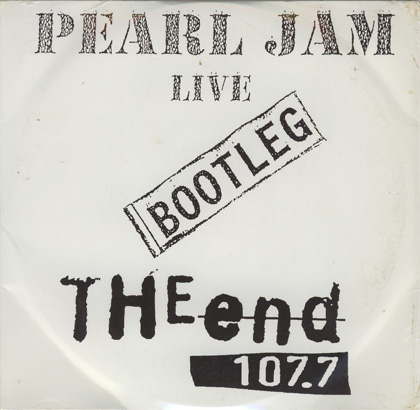 PEARL JAM
LIVE
BOOTLEG
THE end
107.7